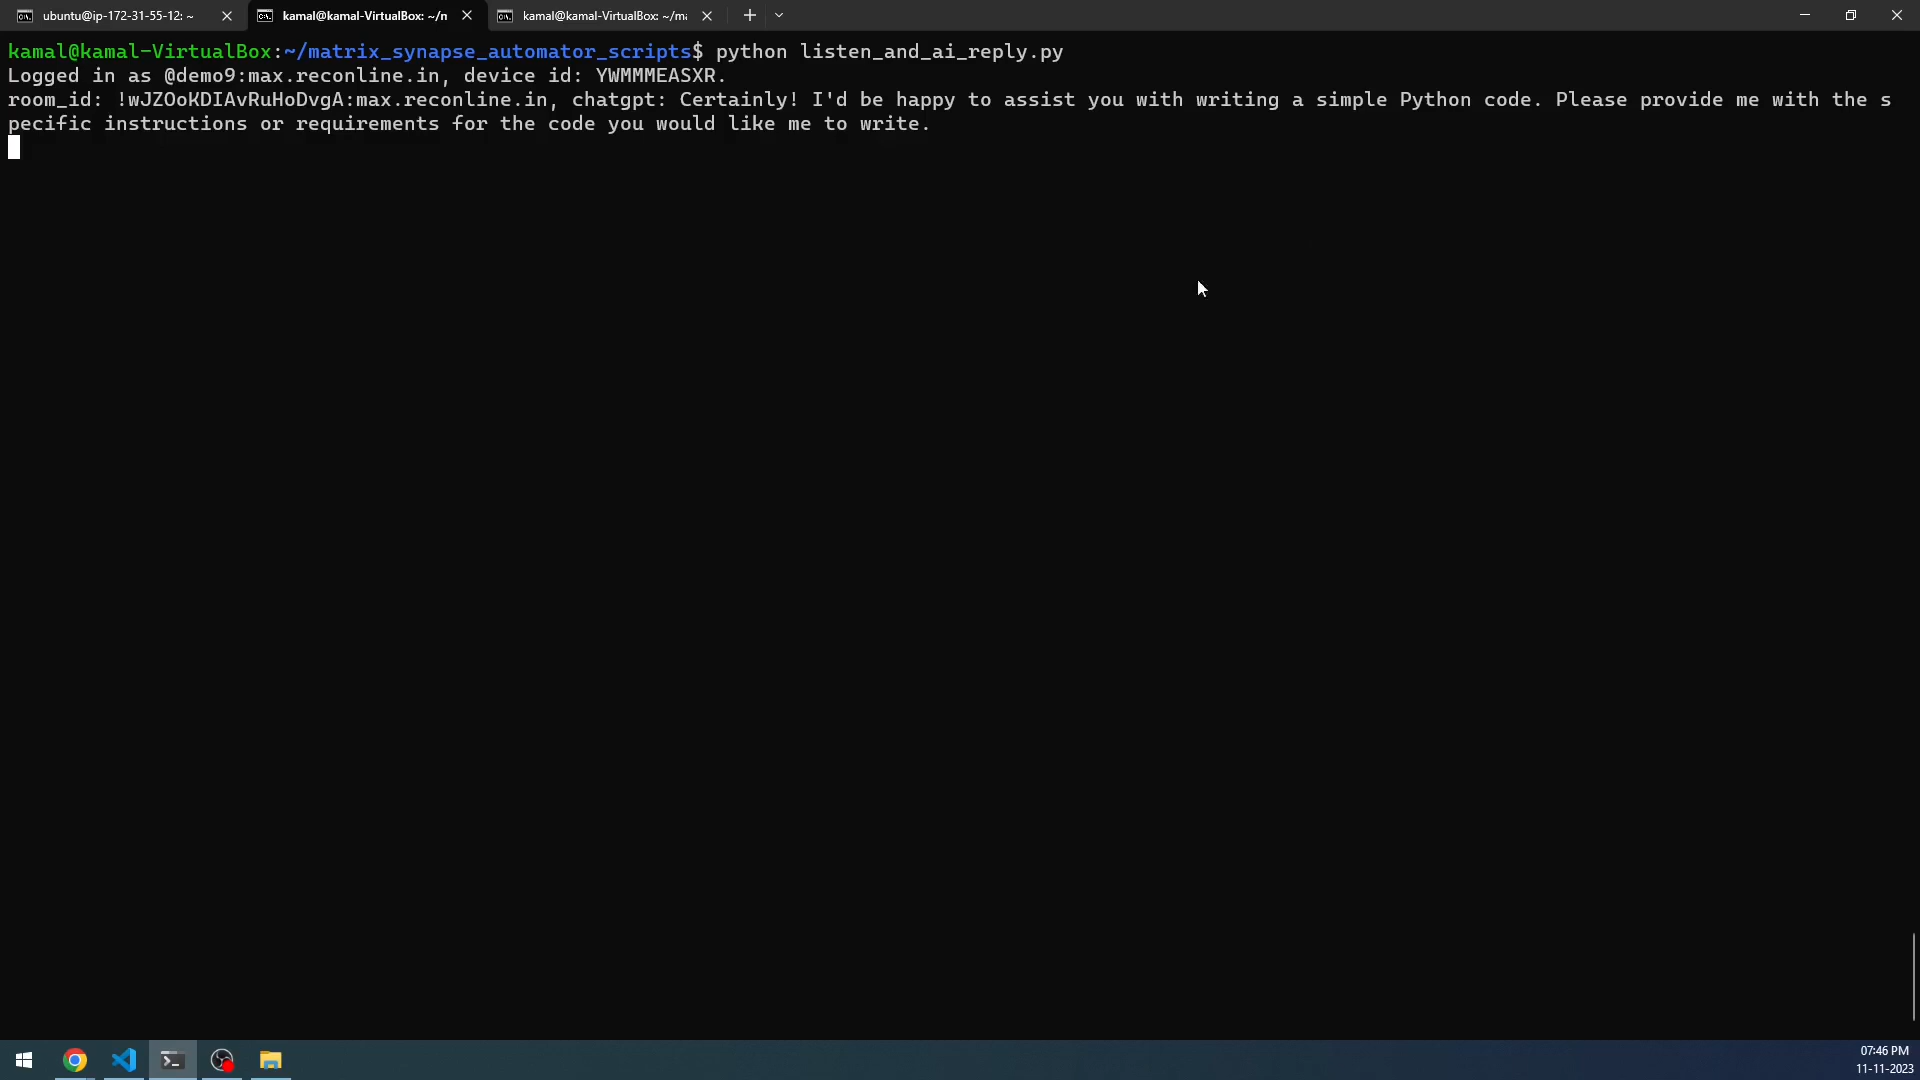 ubuntu@ip-172-31-55-12: ~
kamal@kamal-VirtualBox: ~/n
kamal@kamal-VirtualBox: ~/m
kamal@kamal-VirtualBox:~/matrix_synapse_automator_scripts$ python listen_and_ai_reply.py
Logged in as @demo9:max.reconline.in, device id: YWMMMEASXR.
room_id: !wJZOoKDIAvRuHoDvgA:max.reconline.in, chatgpt: Certainly! I'd be happy to assist you with writing a simple Python code. Please provide me with the s
pecific instructions or requirements for the code you would like me to write.
07:46 PM
11-11-2023